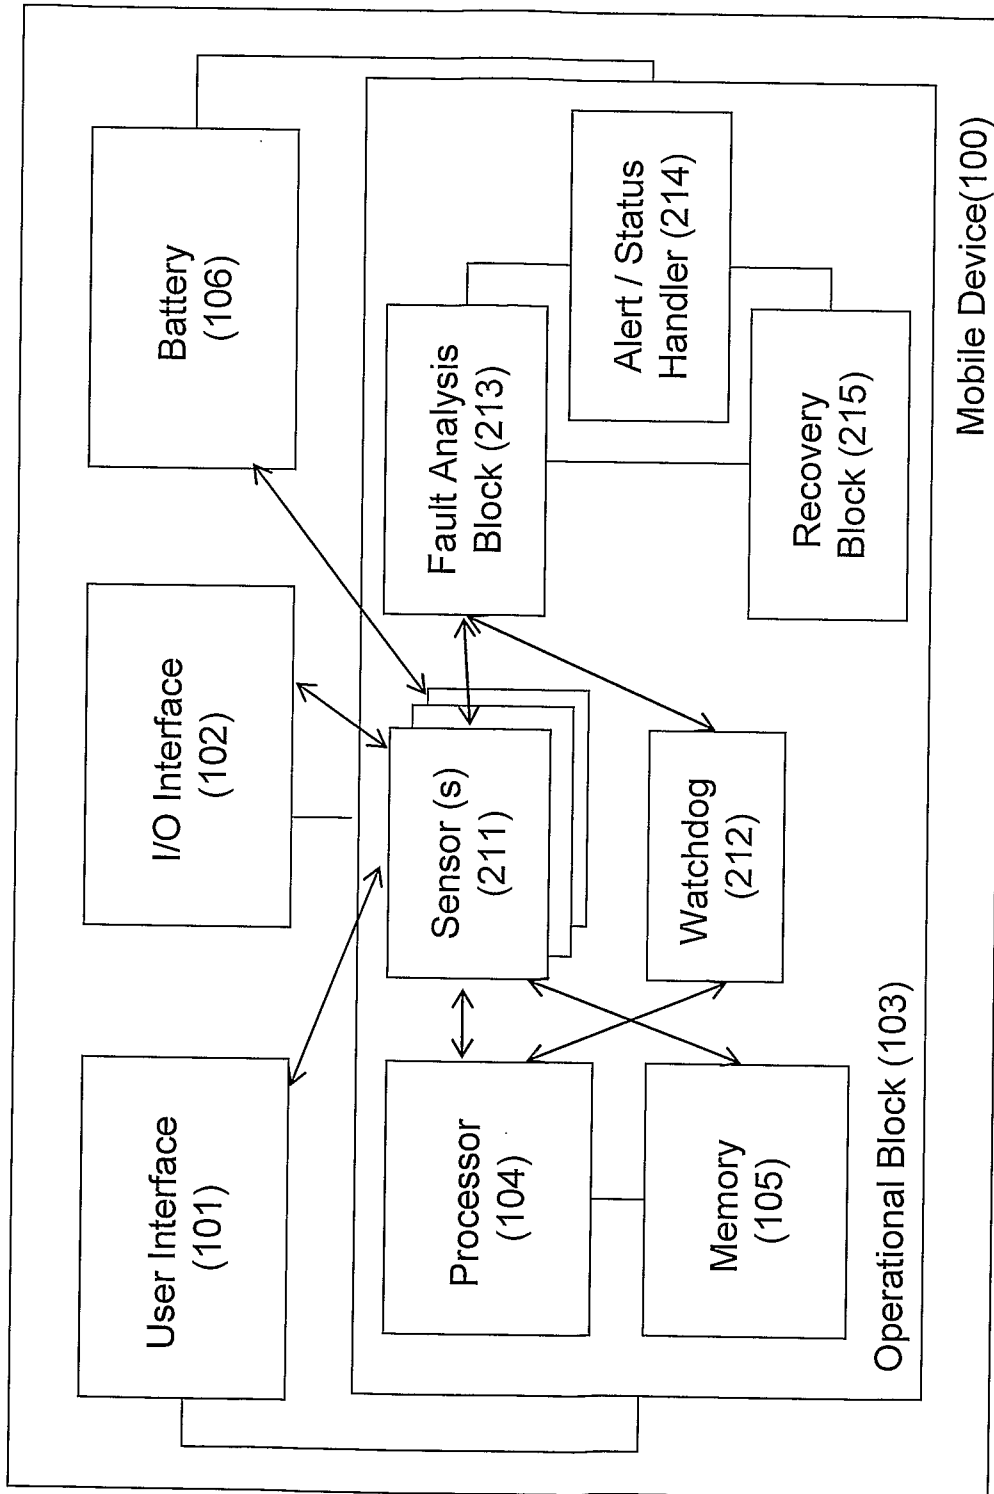 User Interface
(101)
I/O Interface
(102)
Battery
(106)
Processor
(104)
Sensor (s)
(211)
Fault Analysis
Block (213)
Alert / Status
Handler (214)
Memory
(105)
Watchdog
(212)
Recovery
Block (215)
Operational Block (103)
Mobile Device(100)